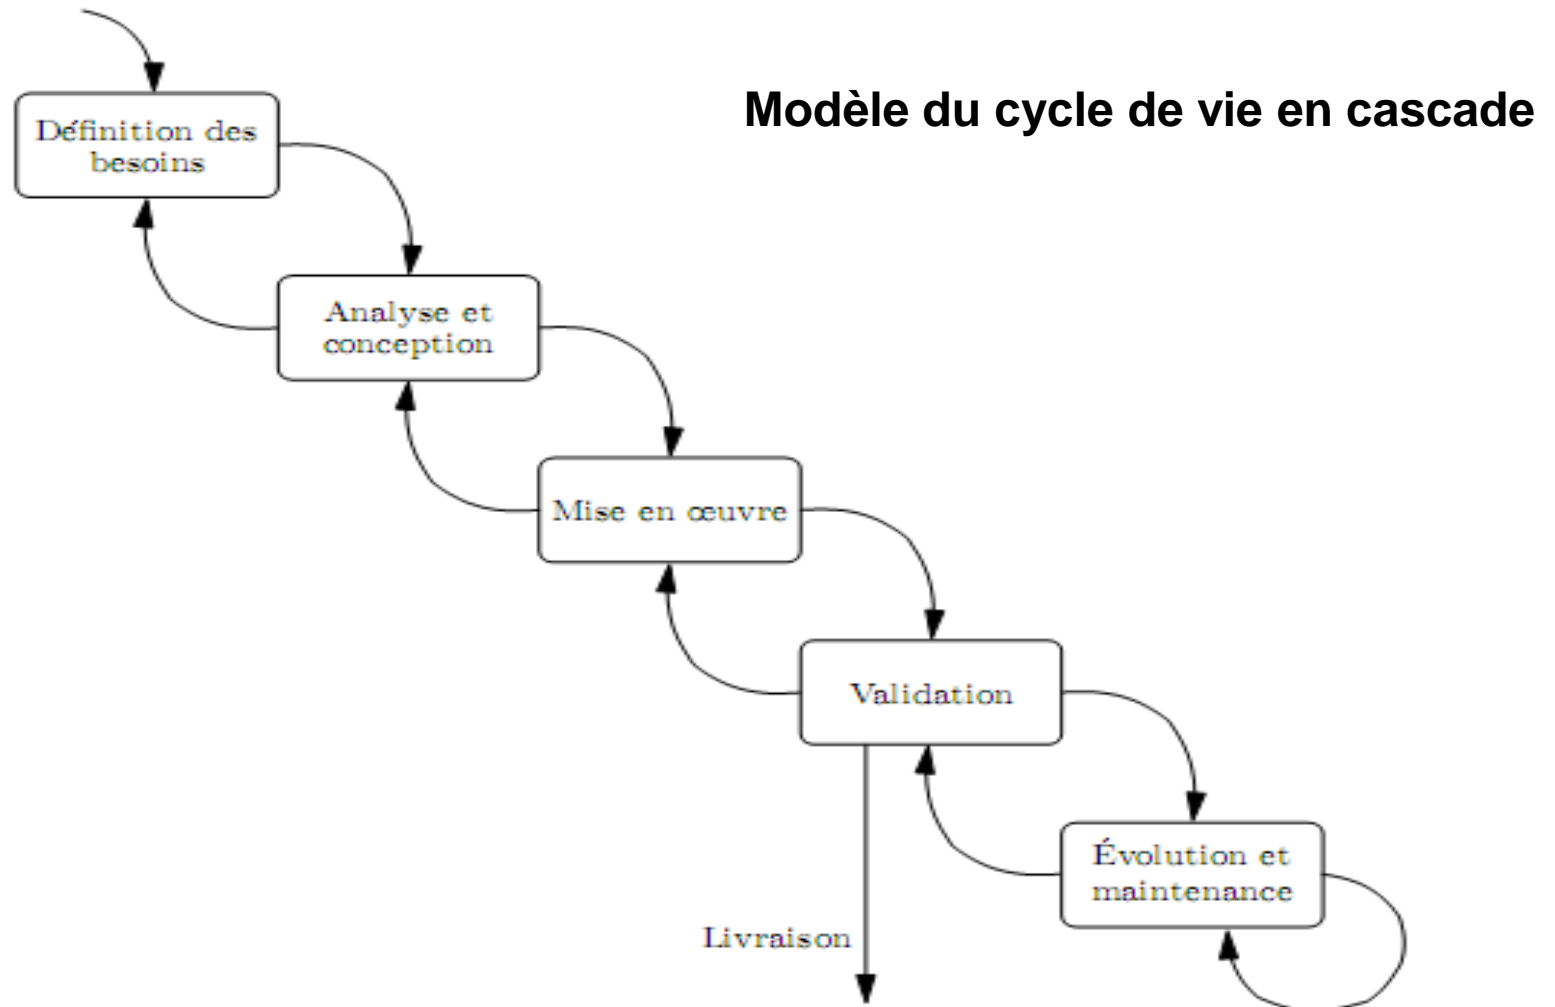 Modèle du cycle de vie en cascade
Définition des
besoins
Analyse et
conception
Mise en œuvre
Validation
Évolution et
maintenance
Livraison